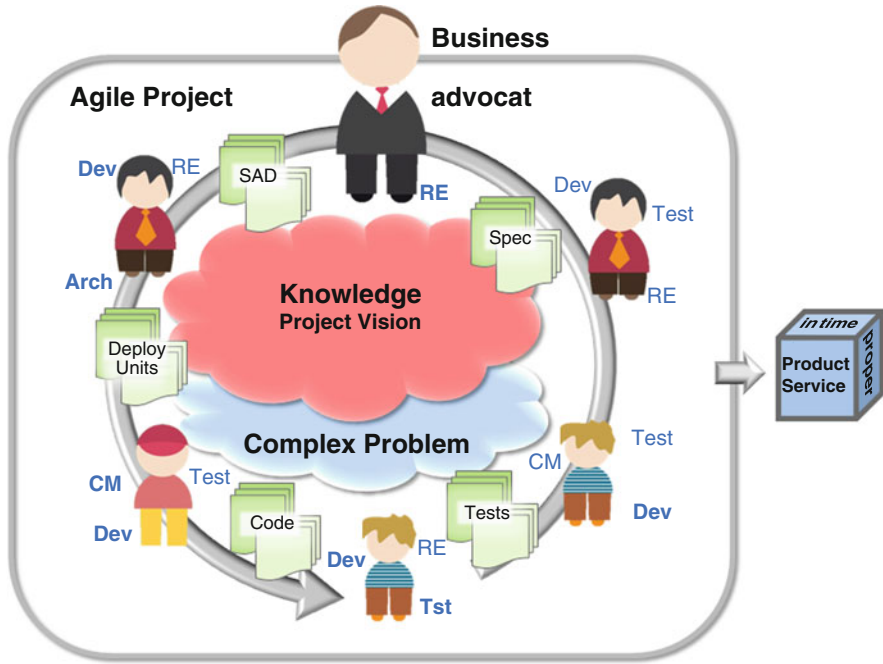 Business
Agile Project
advocat
Dev
RE
SAD
RE
Dev
Test
Spec
RE
Arch
Knowledge
Project Vision
Deploy
Units
in time
proper
Product
Service
Complex Problem
CM
Test
Dev
Code
Dev
RE
Tst
Tests
CM
Test
Dev